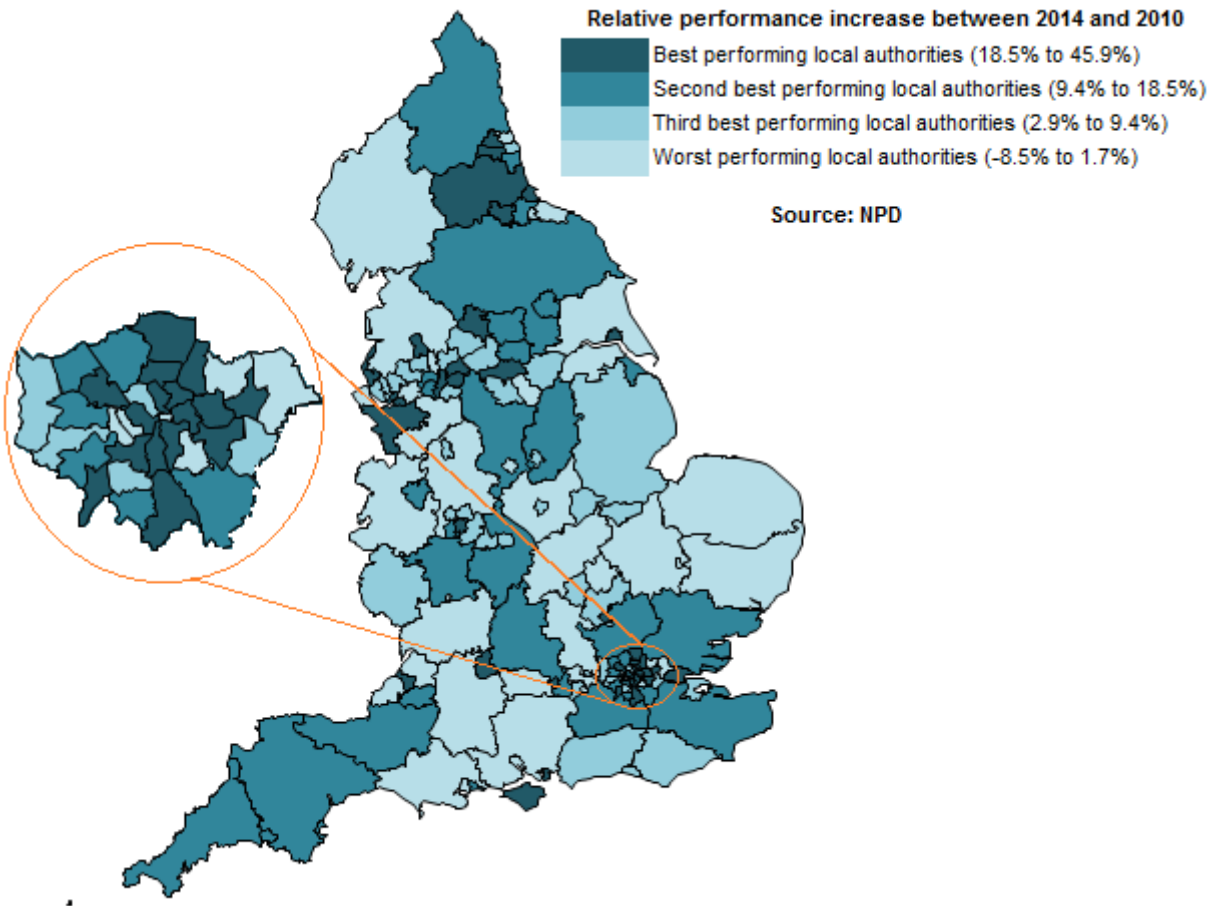 Relative performance increase between 2014 and 2010
Best performing local authorities (18.5% to 45.9%)
Second best performing local authorities (9.4% to 18.5%)
Third best performing local authorities (2.9% to 9.4%)
Worst performing local authorities (-8.5% to 1.7%)
Source: NPD